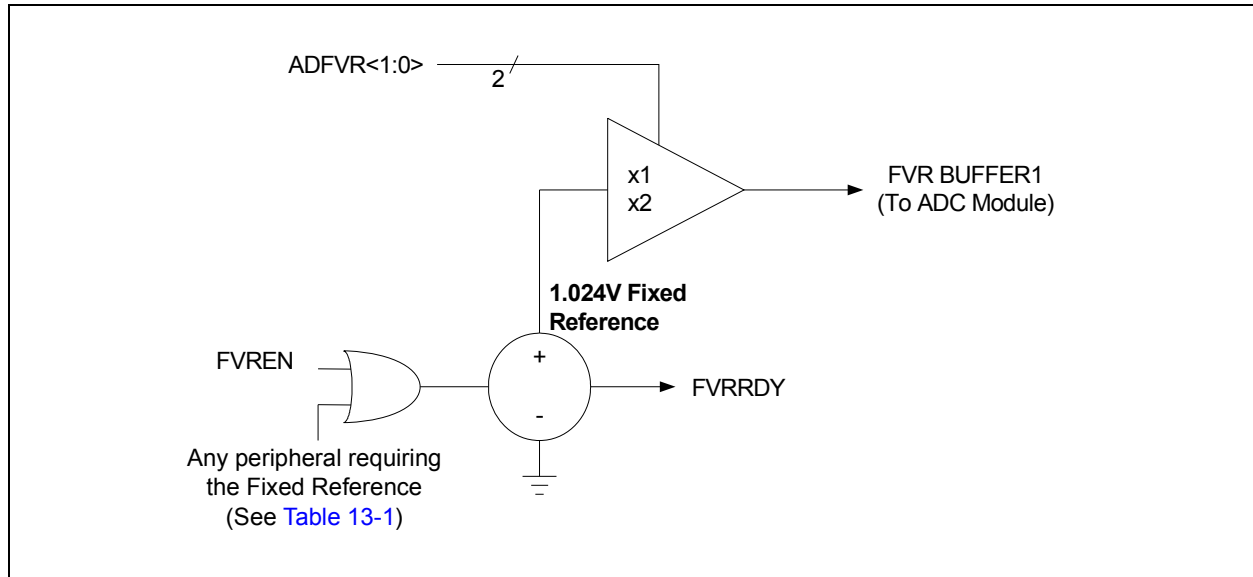 ADFVR<1:0>
2
x1
x2
FVR BUFFER1
(To ADC Module)
1.024V Fixed
Reference
+
FVREN
FVRRDY
-
Any peripheral requiring
the Fixed Reference
(See Table 13-1)